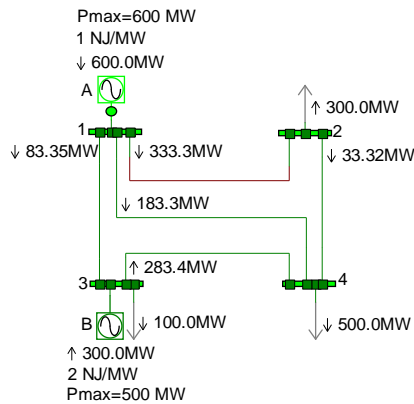 Pmax=600 MW
1 NJ/MW
↓ 600.0MW
A
1
2
↑ 300.0MW
↓ 83.35MW
↓ 333.3MW
↓ 33.32MW
↓ 183.3MW
↑ 283.4MW
3
4
↓ 100.0MW
↓ 500.0MW
B
↑ 300.0MW
2 NJ/MW
Pmax=500 MW